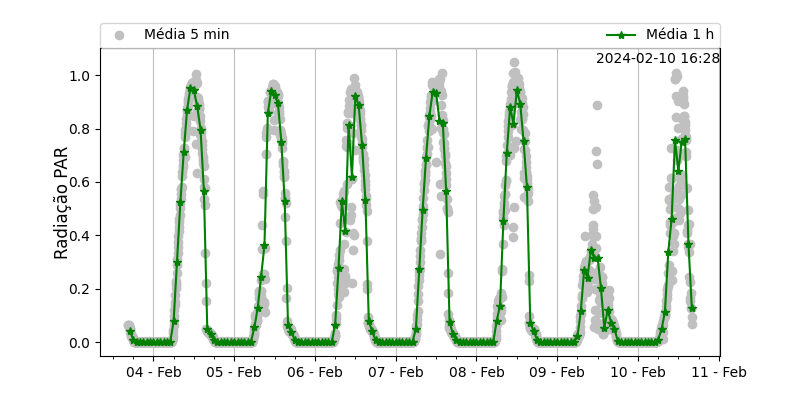 Média 5 min
Média 1 h
2024-02-10 16:28
Radiação PAR
1.0
0.8
0.6
0.4
0.2
0.0
04 - Feb
05 - Feb
06 - Feb
07 - Feb
08 - Feb
09 - Feb
10 - Feb
11 - Feb